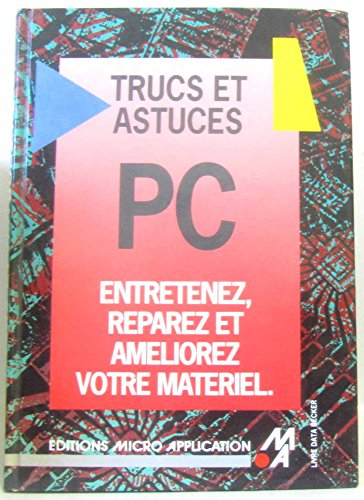 TRUCS ET
ASTUCES
PC
ENTRETENEZ,
REPAREZ ET
AMELIOREZ
VOTRE MATERIEL.
EDITIONS MICRO APPLICATION
MA
LIVRE DATA BECKER